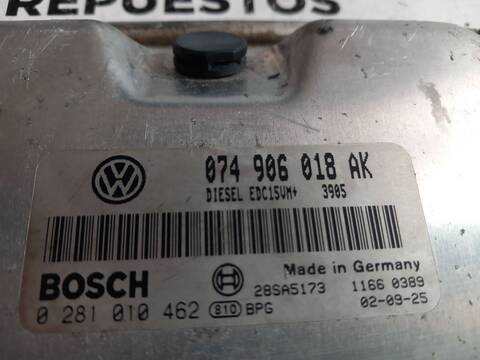 REPUESTOS
074 906 018 AK
DIESEL EDC15VM+ 3905
BOSCH
Made in Germany
28SA5173 1166 0389
0 281 010 462 810 BPG 02-09-25